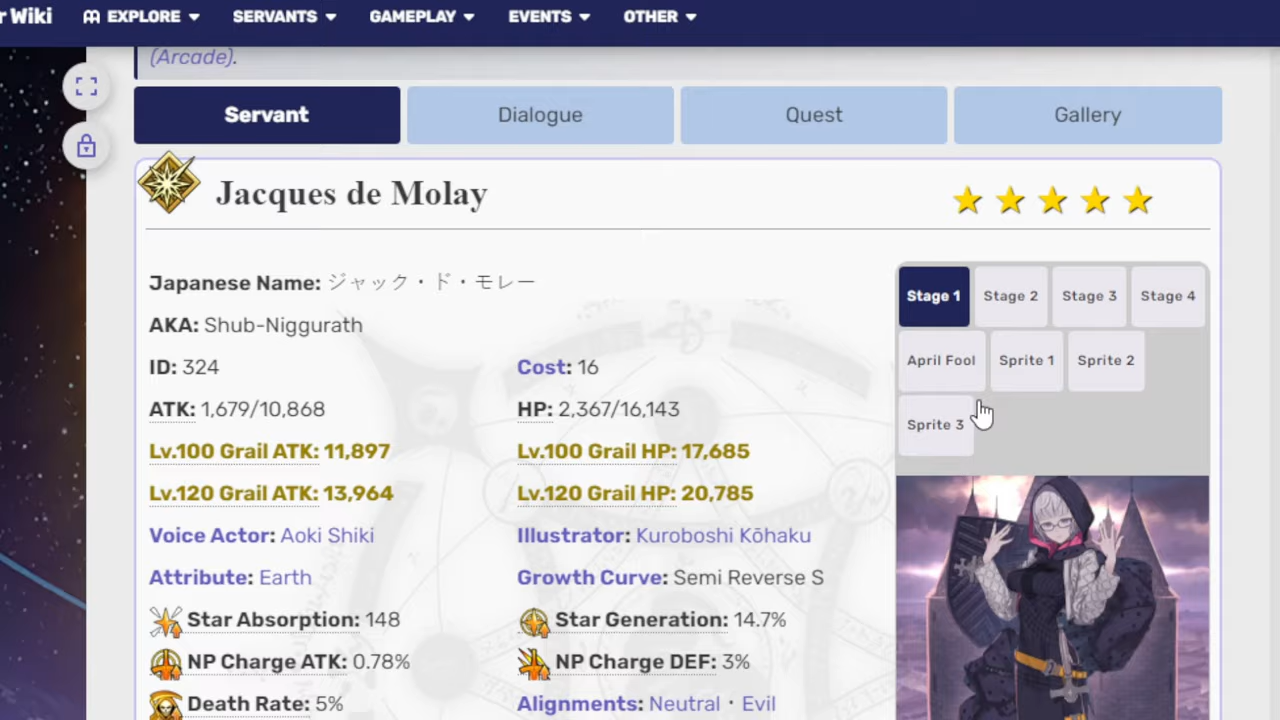 r Wiki EXPLORE SERVANTS GAMEPLAY EVENTS OTHER
(Arcade).
Servant Dialogue Quest Gallery
Jacques de Molay
Japanese Name: ジャック・ド・モレー
AKA: Shub-Niggurath
ID: 324 Cost: 16
ATK: 1,679/10,868 HP: 2,367/16,143
Lv.100 Grail ATK: 11,897 Lv.100 Grail HP: 17,685
Lv.120 Grail ATK: 13,964 Lv.120 Grail HP: 20,785
Voice Actor: Aoki Shiki Illustrator: Kuroboshi Kōhaku
Attribute: Earth Growth Curve: Semi Reverse S
Star Absorption: 148 Star Generation: 14.7%
NP Charge ATK: 0.78% NP Charge DEF: 3%
Death Rate: 5% Alignments: Neutral・Evil
Stage 1 Stage 2 Stage 3 Stage 4
April Fool Sprite 1 Sprite 2
Sprite 3